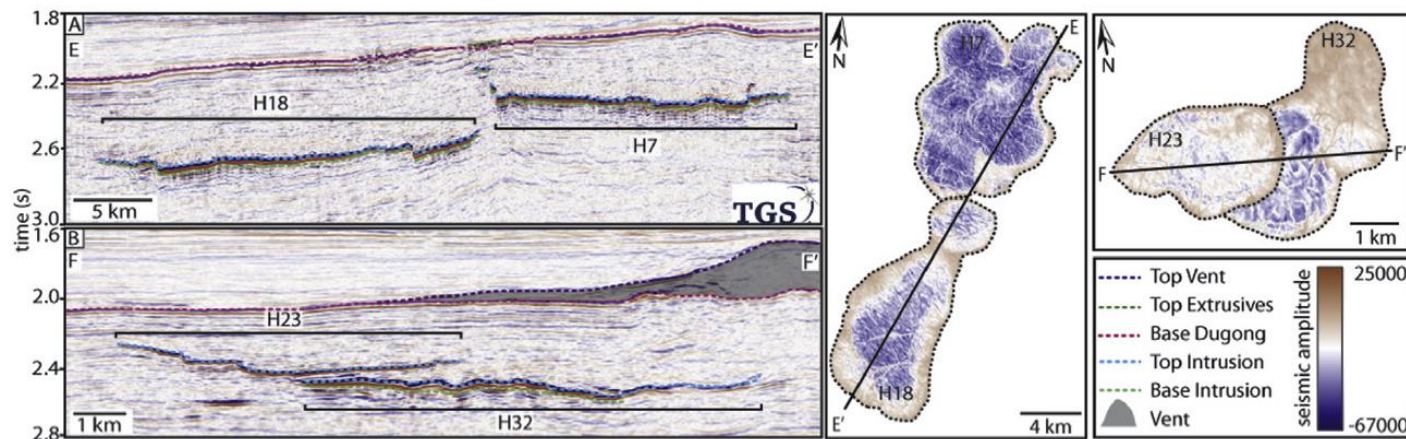 1.8
A
E
E'
2.2
H18
2.6
H7
time (s)
5 km
TGS
3.0
1.6
B
F
F'
2.0
H23
2.4
1 km
H32
2.8
H7
E
N
H18
E'
4 km
H32
N
H23
F
F'
1 km
Top Vent
Top Extrusives
Base Dugong
Top Intrusion
Base Intrusion
Vent
25000
seismic amplitude
-67000